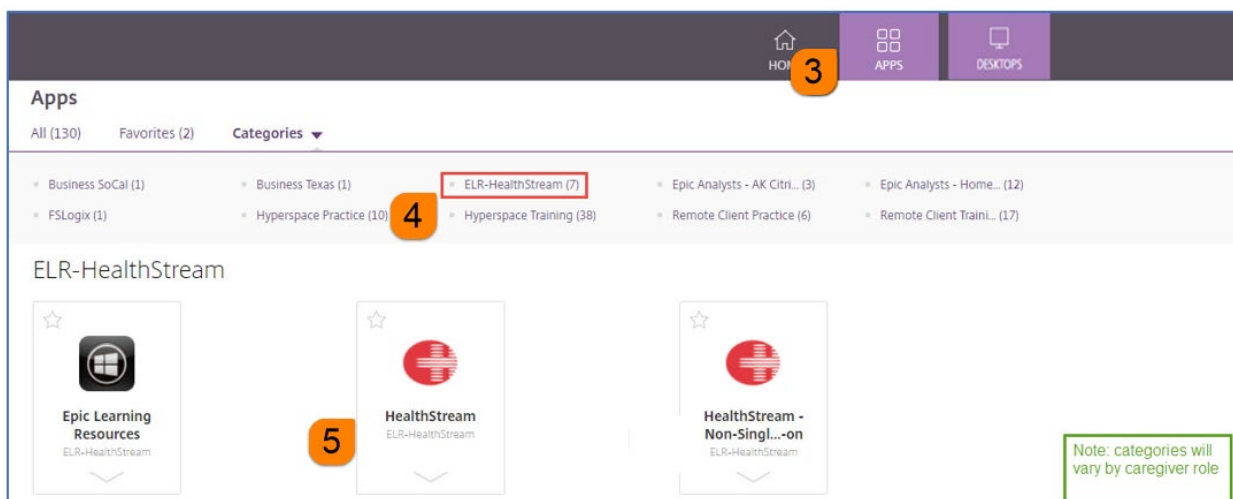 HOM
3
APPS
DESKTOPS
Apps
All (130)
Favorites (2)
Categories
Business SoCal (1)
Business Texas (1)
ELR-HealthStream (7)
Epic Analysts - AK Citri... (3)
Epic Analysts - Home... (12)
FSLogix (1)
Hyperspace Practice (10)
4
Hyperspace Training (38)
Remote Client Practice (6)
Remote Client Traini... (17)
ELR-HealthStream
Epic Learning
Resources
ELR-HealthStream
5
HealthStream
ELR-HealthStream
HealthStream -
Non-Singl...-on
ELR-HealthStream
Note: categories will
vary by caregiver role